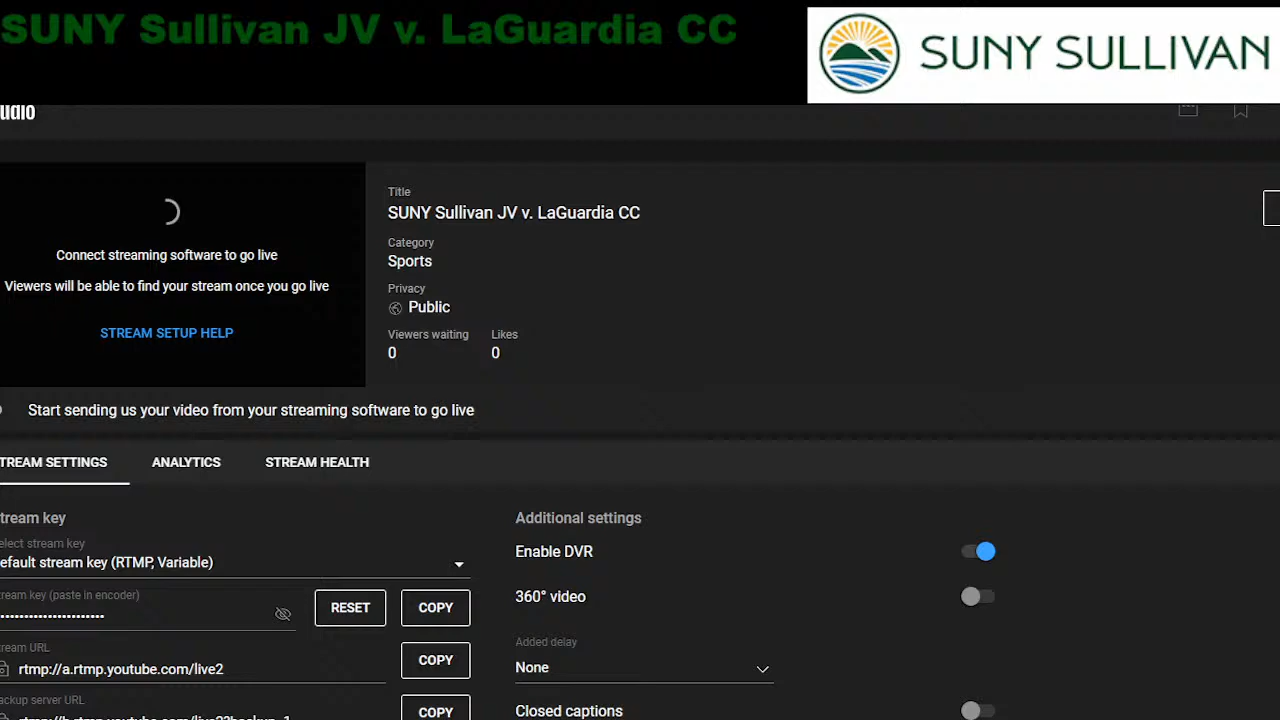 SUNY Sullivan JV v. LaGuardia CC
SUNY SULLIVAN
udio
Connect streaming software to go live
Viewers will be able to find your stream once you go live
STREAM SETUP HELP
Title
SUNY Sullivan JV v. LaGuardia CC
Category
Sports
Privacy
Public
Viewers waiting
Likes
0
0
Start sending us your video from your streaming software to go live
TREAM SETTINGS
ANALYTICS
STREAM HEALTH
tream key
elect stream key
efault stream key (RTMP, Variable)
ream key (paste in encoder)
RESET
COPY
ream URL
rtmp://a.rtmp.youtube.com/live2
COPY
ackup server URL
COPY
Additional settings
Enable DVR
360° video
Added delay
None
Closed captions